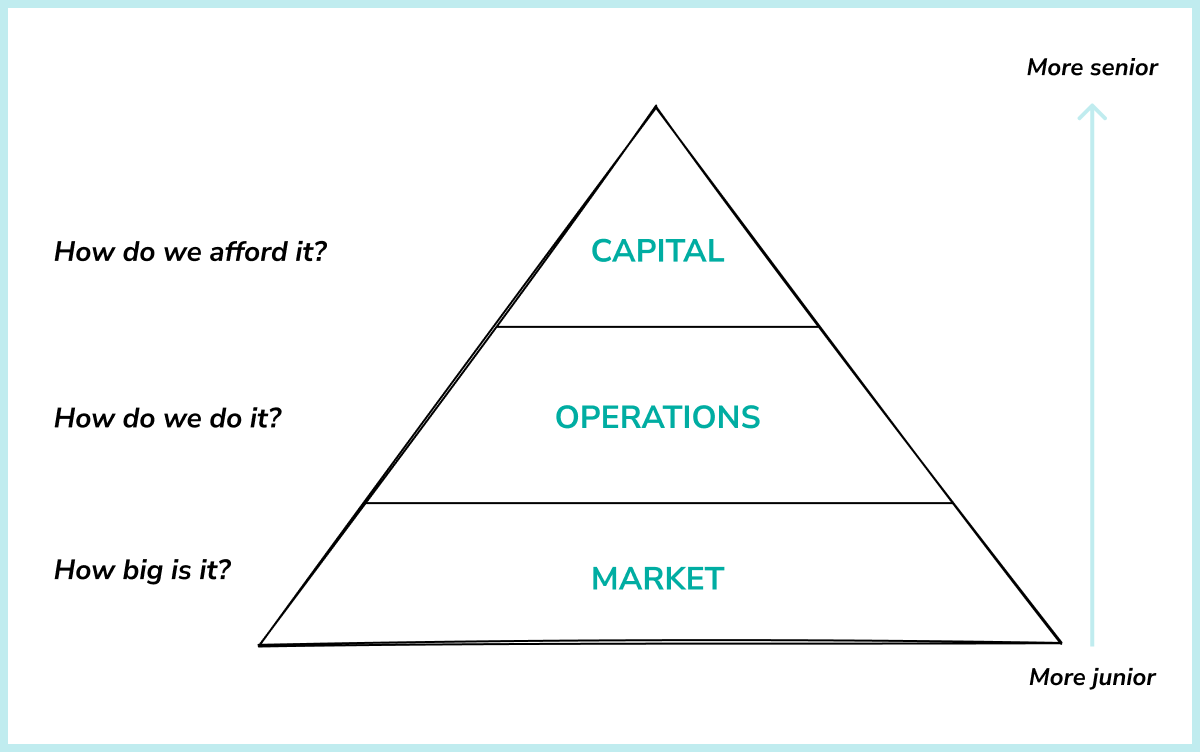 More senior
How do we afford it?
CAPITAL
How do we do it?
OPERATIONS
How big is it?
MARKET
More junior